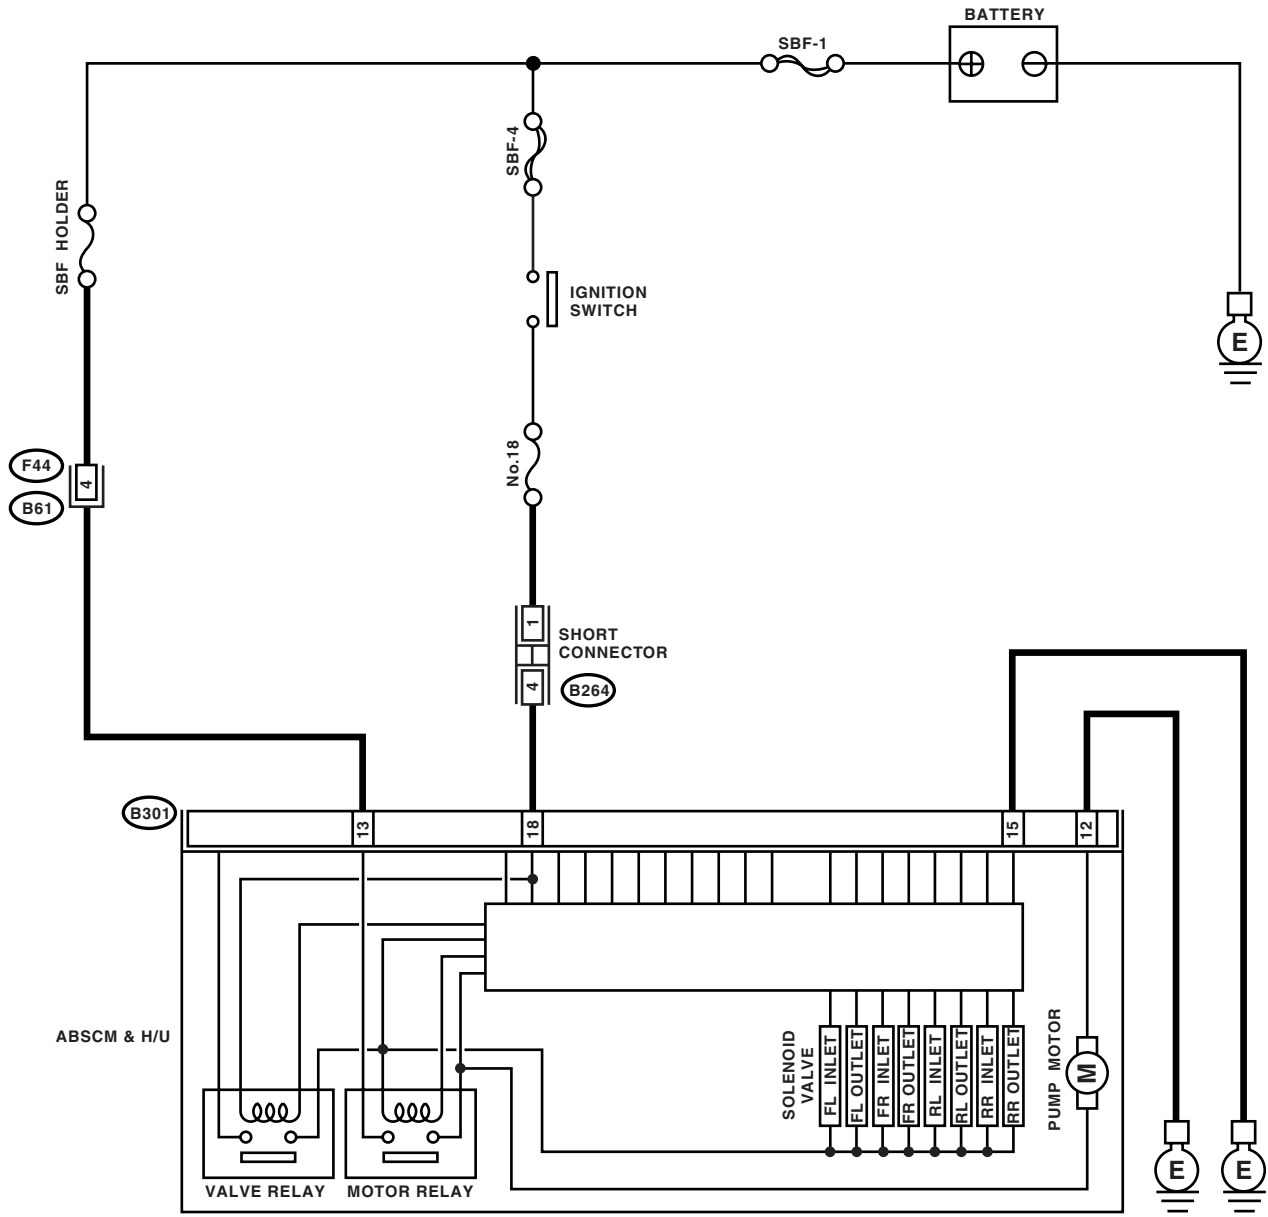 BATTERY
SBF-1
SBF-4
SBF HOLDER
IGNITION
SWITCH
E
No.18
F44
4
B61
1
SHORT
CONNECTOR
4
B264
B301
13
18
15
12
ABSCM & H/U
SOLENOID
VALVE
FL INLET
FL OUTLET
FR INLET
FR OUTLET
RL INLET
RL OUTLET
RR INLET
RR OUTLET
PUMP MOTOR
M
E
E
VALVE RELAY
MOTOR RELAY